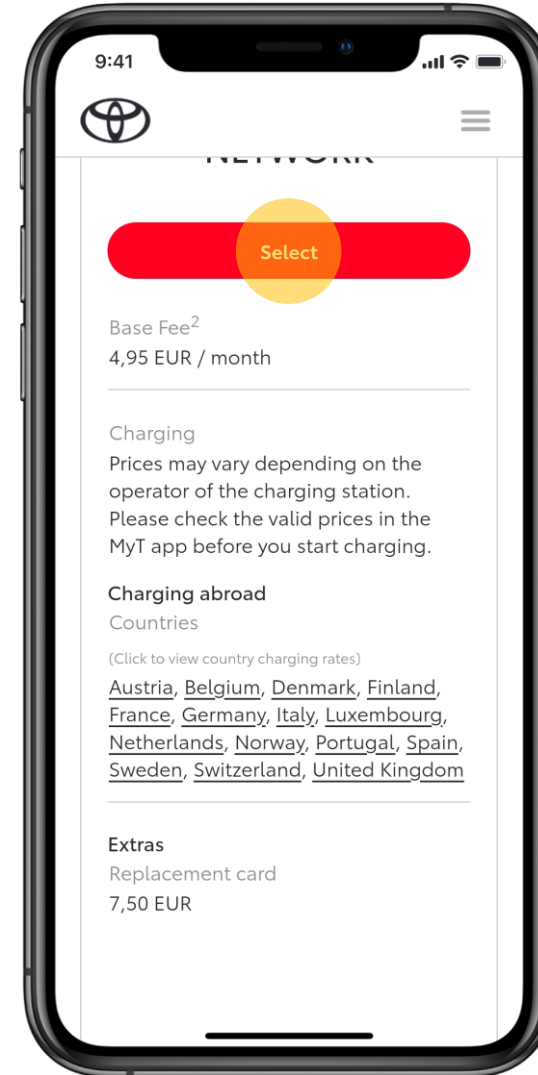 9:41
NETWORK
Select
Base Fee2
4,95 EUR / month
Charging
Prices may vary depending on the
operator of the charging station.
Please check the valid prices in the
MyT app before you start charging.
Charging abroad
Countries
(Click to view country charging rates)
Austria, Belgium, Denmark, Finland,
France, Germany, Italy, Luxembourg,
Netherlands, Norway, Portugal, Spain,
Sweden, Switzerland, United Kingdom
Extras
Replacement card
7,50 EUR